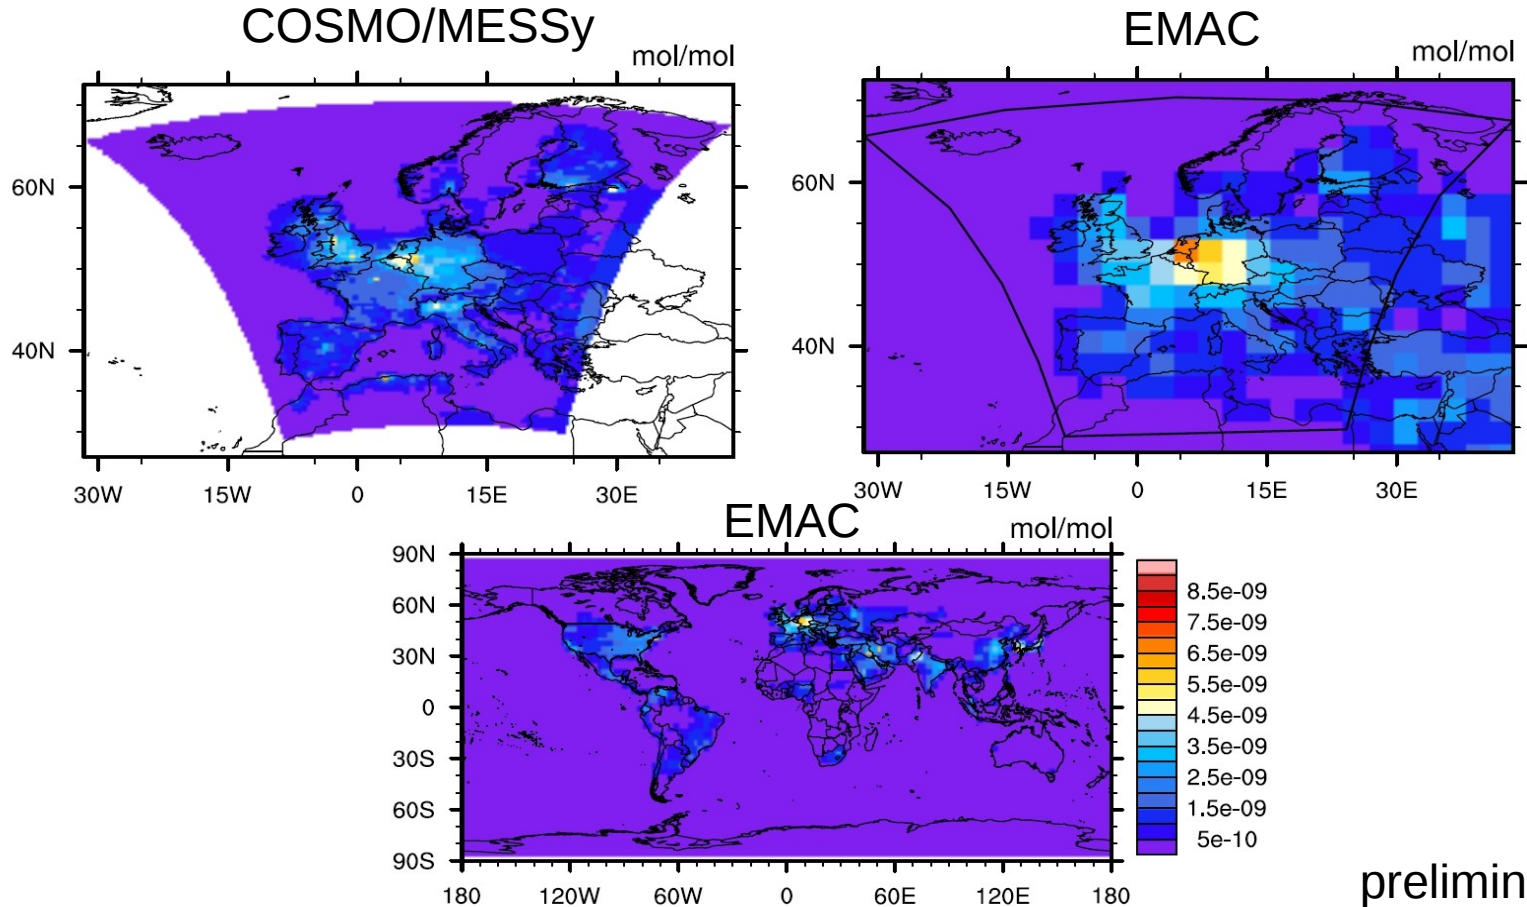 COSMO/MESSy
mol/mol
60N
40N
30W 15W 0 15E 30E
EMAC
mol/mol
60N
40N
30W 15W 0 15E 30E
EMAC
mol/mol
90N
60N
30N
0
30S
60S
90S
180 120W 60W 0 60E 120E 180
8.5e-09
7.5e-09
6.5e-09
5.5e-09
4.5e-09
3.5e-09
2.5e-09
1.5e-09
5e-10
prelimin